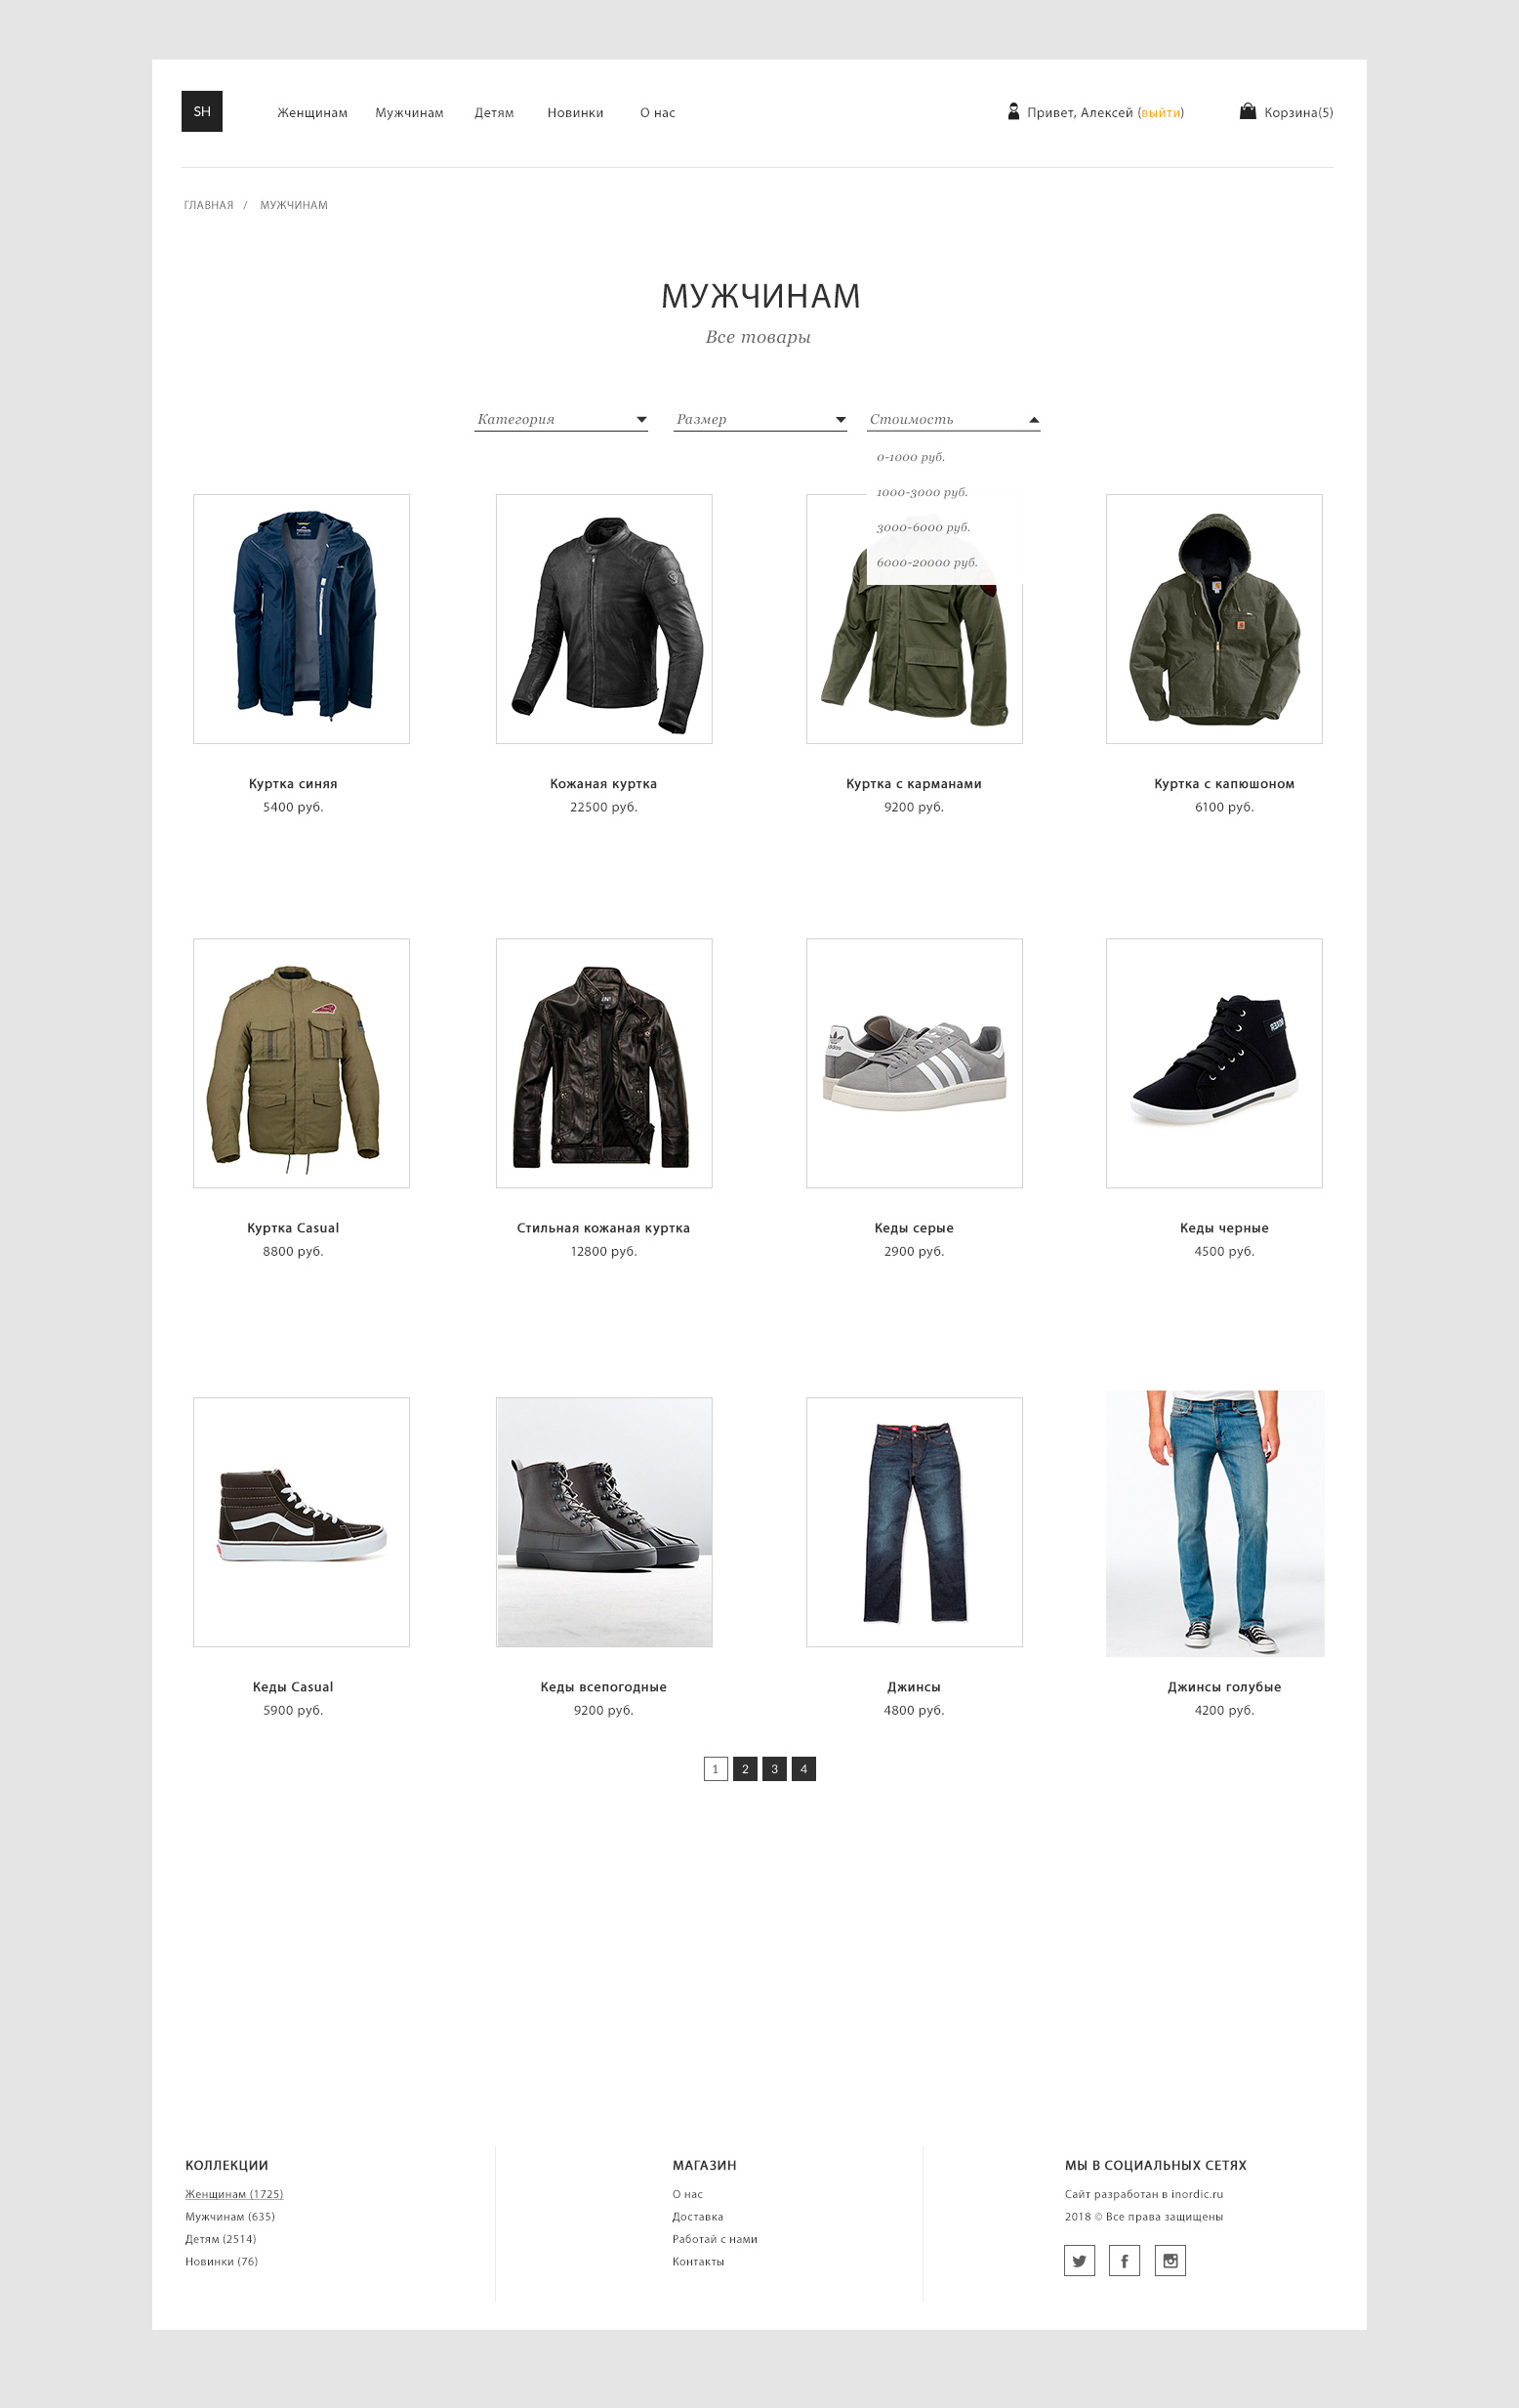 SH
Женщинам Мужчинам Детям Новинки О нас Привет, Алексей (выйти) Корзина(5)
ГЛАВНАЯ / МУЖЧИНАМ
МУЖЧИНАМ
Все товары
Категория Размер Стоимость
0-1000 руб.
1000-3000 руб.
3000-6000 руб.
6000-20000 руб.
Куртка синяя Кожаная куртка Куртка с карманами Куртка с капюшоном
5400 руб. 22500 руб. 9200 руб. 6100 руб.
adidas
Куртка Casual Стильная кожаная куртка Кеды серые Кеды черные
8800 руб. 12800 руб. 2900 руб. 4500 руб.
Кеды Casual Кеды всепогодные Джинсы Джинсы голубые
5900 руб. 9200 руб. 4800 руб. 4200 руб.
1 2 3 4
КОЛЛЕКЦИИ МАГАЗИН МЫ В СОЦИАЛЬНЫХ СЕТЯХ
Женщинам (1725) О нас Сайт разработан в inordic.ru
Мужчинам (635) Доставка 2018 © Все права защищены
Детям (2514) Работай с нами
Новинки (76) Контакты